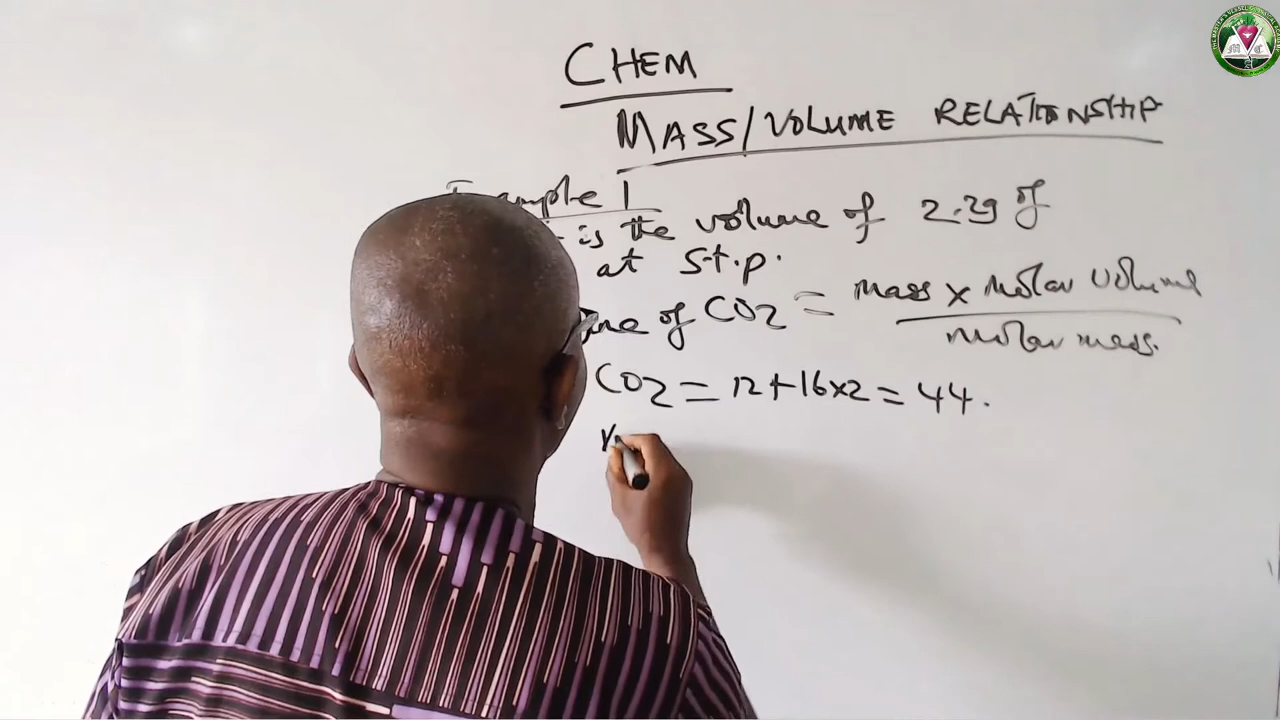 CHEM
MASS/VOLUME RELATIONSHIP
Example 1
is the volume of 2.2g of
at s.t.p.
of CO2 = mass x molar volume
molar mass.
CO2 = 12+16x2 = 44.